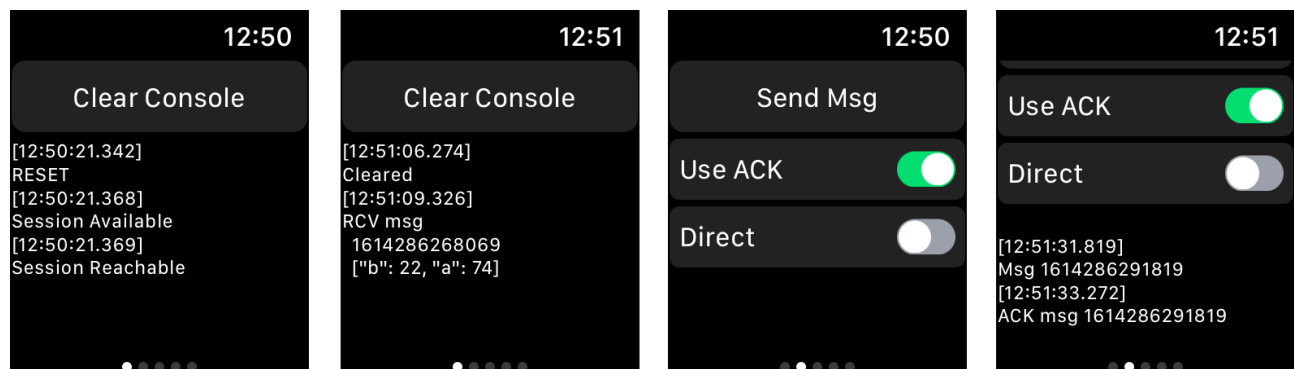 12:50
Clear Console
[12:50:21.342]
RESET
[12:50:21.368]
Session Available
[12:50:21.369]
Session Reachable
12:51
Clear Console
[12:51:06.274]
Cleared
[12:51:09.326]
RCV msg
1614286268069
["b": 22, "a": 74]
12:50
Send Msg
Use ACK
Direct
12:51
Use ACK
Direct
[12:51:31.819]
Msg 1614286291819
[12:51:33.272]
ACK msg 1614286291819